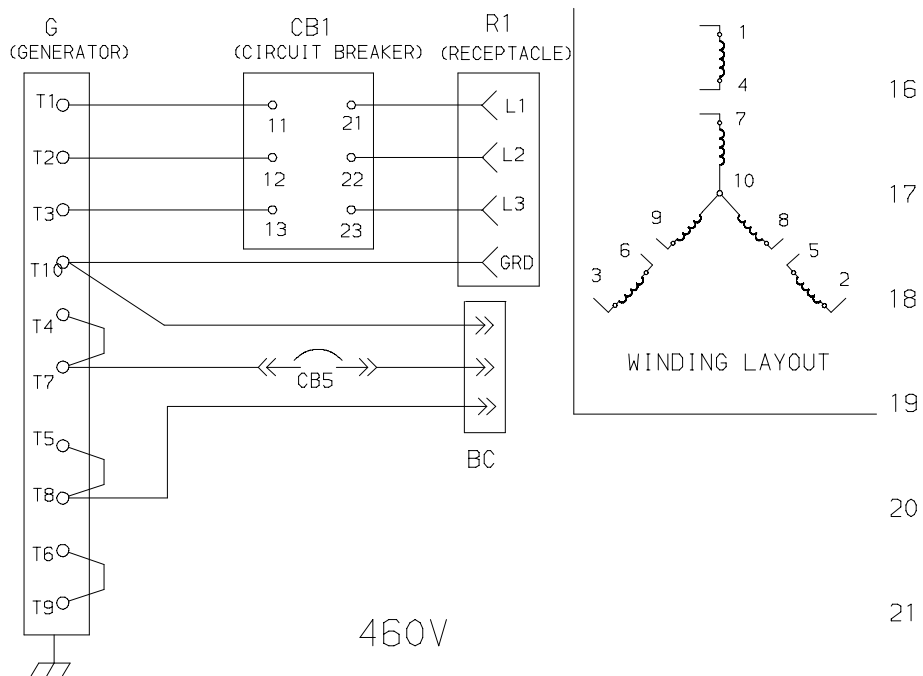 G
(GENERATOR)
CB1
(CIRCUIT BREAKER)
R1
(RECEPTACLE)
T1
11
21
L1
T2
12
22
L2
T3
13
23
L3
T10
GRD
T4
T7
CB5
T5
BC
T8
T6
T9
460V
1
4
7
10
9
8
6
5
3
2
WINDING LAYOUT
16
17
18
19
20
21